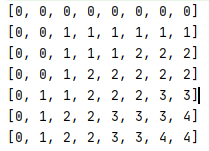 [0, 0, 0, 0, 0, 0, 0, 0]
[0, 0, 1, 1, 1, 1, 1, 1]
[0, 0, 1, 1, 1, 2, 2, 2]
[0, 0, 1, 2, 2, 2, 2, 2]
[0, 1, 1, 2, 2, 2, 3, 3]
[0, 1, 2, 2, 3, 3, 3, 4]
[0, 1, 2, 2, 3, 3, 4, 4]